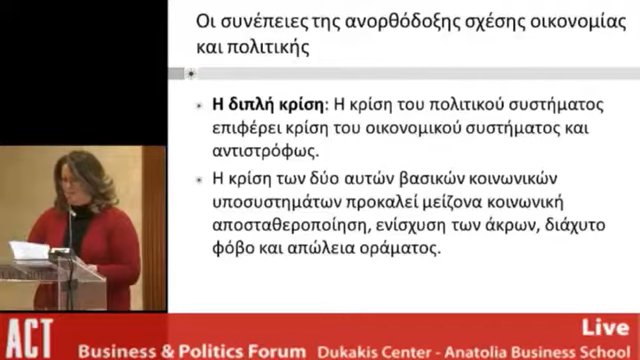 Οι συνέπειες της ανορθόδοξης σχέσης οικονομίας
και πολιτικής
Η διπλή κρίση: Η κρίση του πολιτικού συστήματος
επιφέρει κρίση του οικονομικού συστήματος και
αντιστρόφως.
Η κρίση των δύο αυτών βασικών κοινωνικών
υποσυστημάτων προκαλεί μείζονα κοινωνική
αποσταθεροποίηση, ενίσχυση των άκρων, διάχυτο
φόβο και απώλεια οράματος.
Live
ACT Business & Politics Forum Dukakis Center - Anatolia Business School